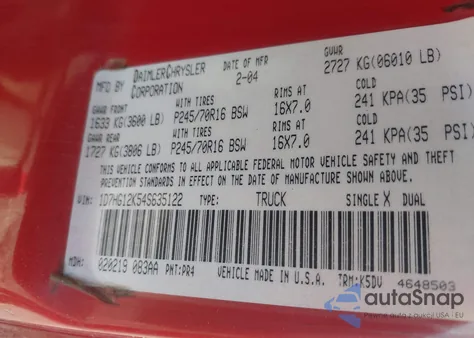 MFD BY DAIMLERCHRYSLER CORPORATION DATE OF MFR 2-04 GVWR 2727 KG(06010 LB)
GAWR FRONT WITH TIRES RIMS AT COLD
1633 KG(3600 LB) P245/70R16 BSW 16X7.0 241 KPA(35 PSI)
GAWR REAR WITH TIRES RIMS AT COLD
1727 KG(3806 LB) P245/70R16 BSW 16X7.0 241 KPA(35 PSI)
THIS VEHICLE CONFORMS TO ALL APPLICABLE FEDERAL MOTOR VEHICLE SAFETY AND THEFT
PREVENTION STANDARDS IN EFFECT ON THE DATE OF MANUFACTURE SHOWN ABOVE.
1D7HG12K54S635122 TYPE: TRUCK SINGLE X DUAL
MDH: 020219 083AA PNT:PR4 VEHICLE MADE IN U.S.A. TRM:K5DV 4648503
autoSnap